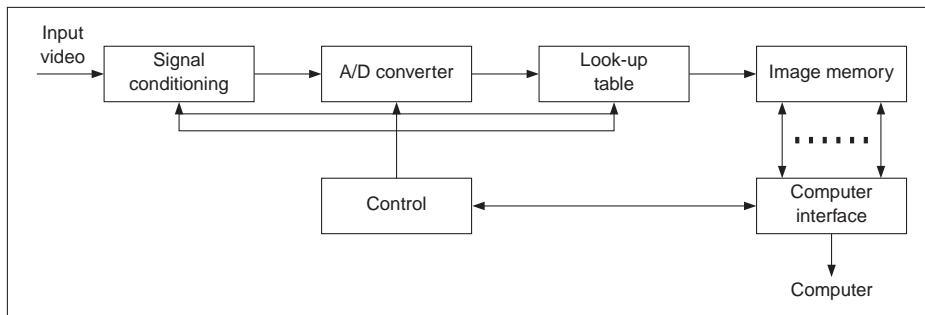 Input
video
Signal
conditioning
A/D converter
Look-up
table
Image memory
Control
Computer
interface
Computer